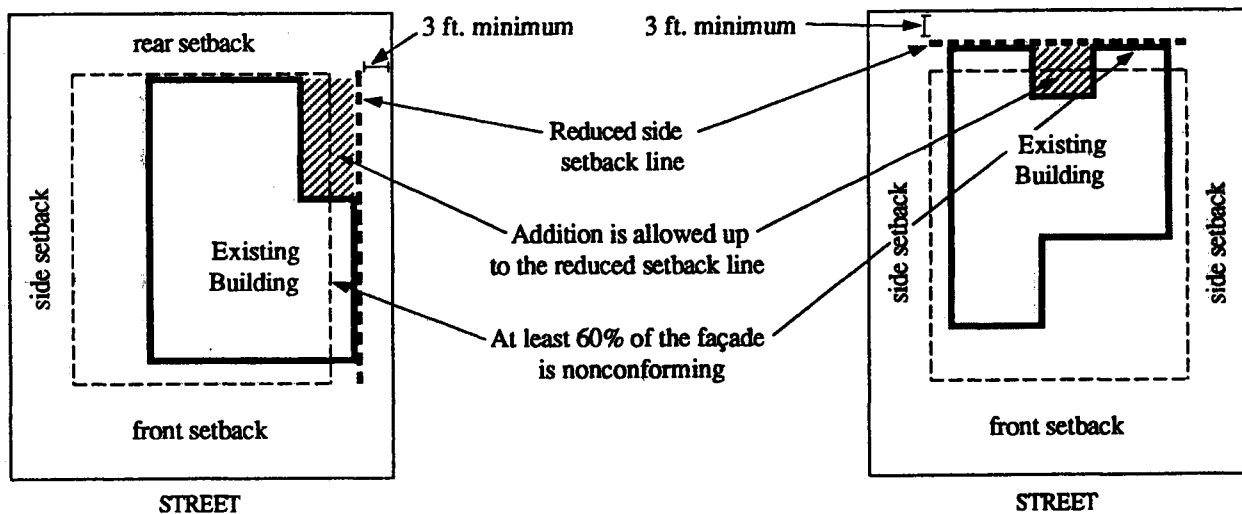 rear setback
3 ft. minimum
3 ft. minimum
Reduced side
setback line
Existing
Building
side setback
Addition is allowed up
to the reduced setback line
Existing
Building
side setback
side setback
At least 60% of the façade
is nonconforming
front setback
front setback
STREET
STREET